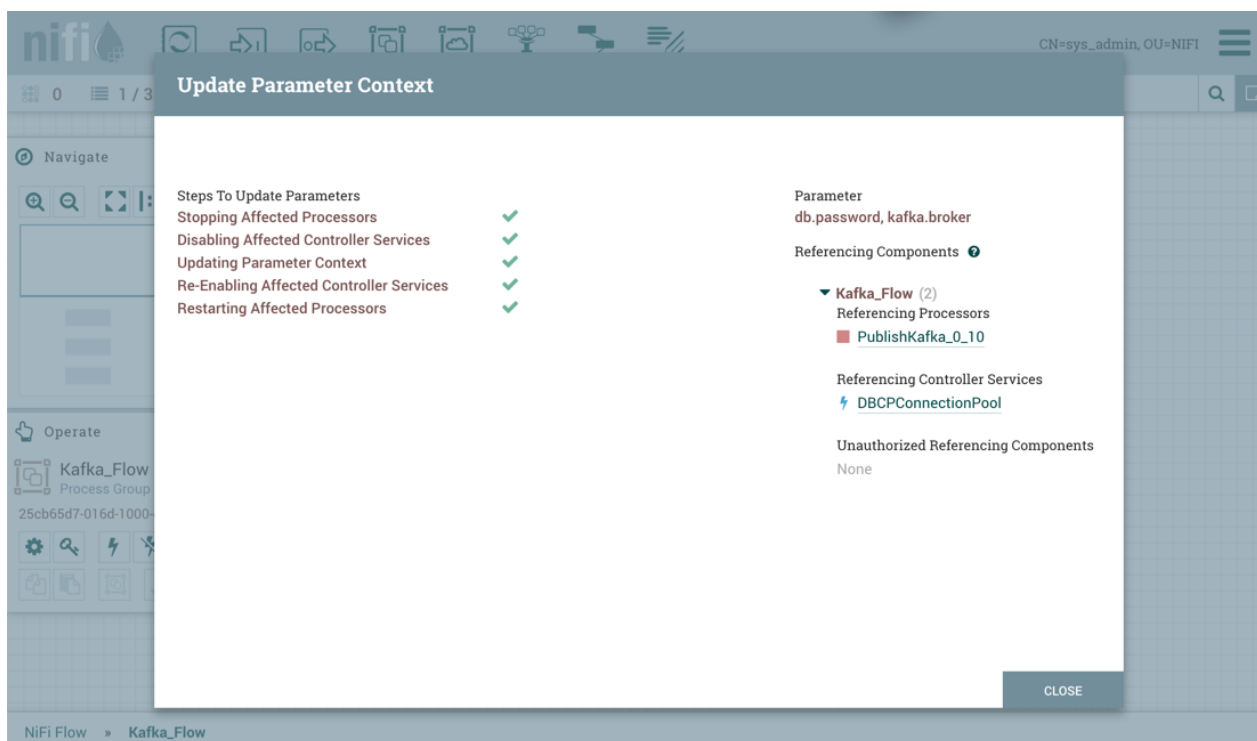 nifi
CN=sys_admin, OU=NIFI
0 1 / 3
Update Parameter Context
Navigate
Steps To Update Parameters
Stopping Affected Processors
Disabling Affected Controller Services
Updating Parameter Context
Re-Enabling Affected Controller Services
Restarting Affected Processors
Parameter
db.password, kafka.broker
Referencing Components
Kafka_Flow (2)
Referencing Processors
PublishKafka_0_10
Referencing Controller Services
DBCPConnectionPool
Unauthorized Referencing Components
None
Operate
Kafka_Flow
Process Group
25cb65d7-016d-1000-
CLOSE
NiFi Flow » Kafka_Flow